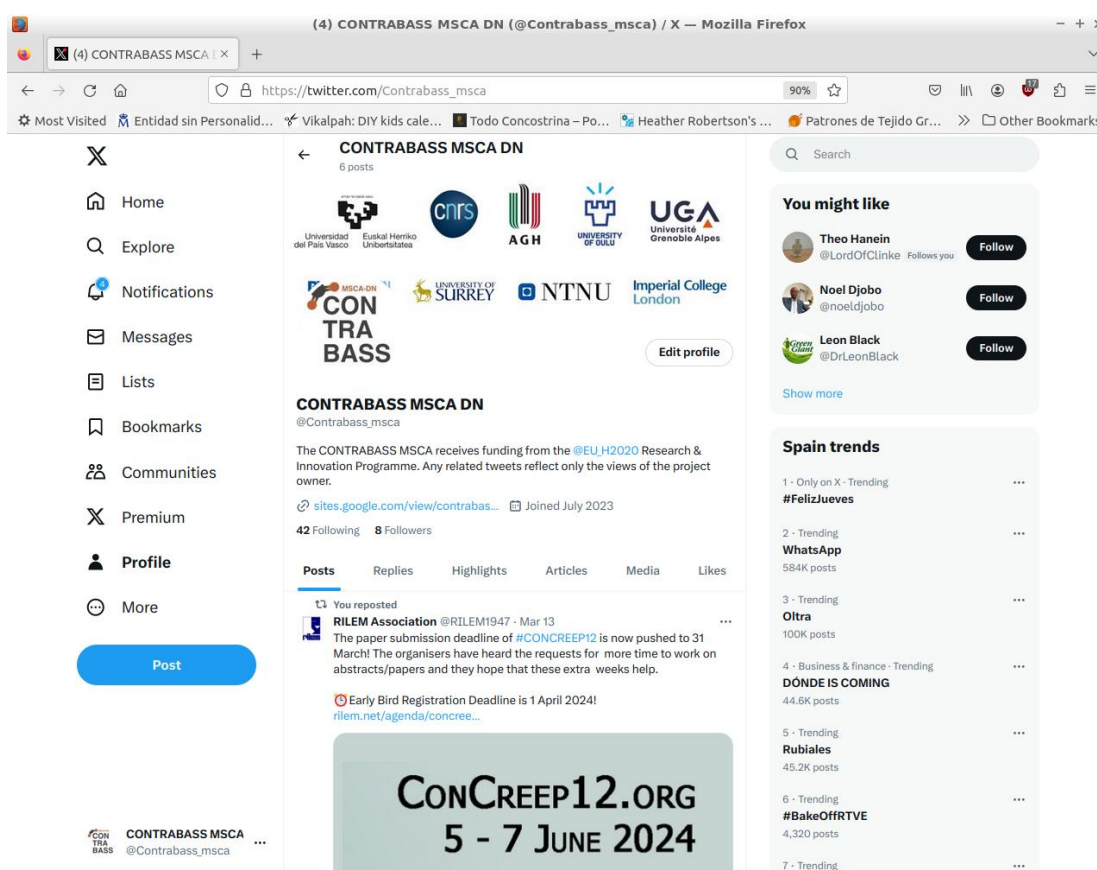 (4) CONTRABASS MSCA DN (@Contrabass_msca) / X — Mozilla Firefox
(4) CONTRABASS MSCA
https://twitter.com/Contrabass_msca
90%
17
Most Visited
Entidad sin Personalid...
Vikalpah: DIY kids cale...
Todo Concostrina – Po...
Heather Robertson's ...
Patrones de Tejido Gr...
Other Bookmarks
Home
Explore
4
Notifications
Messages
Lists
Bookmarks
Communities
Premium
Profile
More
Post
CONTRABASS MSCA
@Contrabass_msca
CONTRABASS MSCA DN
6 posts
Universidad del País Vasco
Euskal Herriko Unibertsitatea
cnrs
AGH
UNIVERSITY
OF OULU
UGA
Université
Grenoble Alpes
MSCA-DN
CON
TRA
BASS
UNIVERSITY OF
SURREY
NTNU
Imperial College
London
Edit profile
CONTRABASS MSCA DN
@Contrabass_msca
The CONTRABASS MSCA receives funding from the @EU_H2020 Research &
Innovation Programme. Any related tweets reflect only the views of the project
owner.
sites.google.com/view/contrabas...
Joined July 2023
42 Following 8 Followers
Posts Replies Highlights Articles Media Likes
You reposted
RILEM Association @RILEM1947 · Mar 13
The paper submission deadline of #CONCREEP12 is now pushed to 31
March! The organisers have heard the requests for more time to work on
abstracts/papers and they hope that these extra weeks help.
⏰Early Bird Registration Deadline is 1 April 2024!
rilem.net/agenda/concree...
CONCREEP12.ORG
5 - 7 JUNE 2024
Search
You might like
Theo Hanein
@LordOfClinke Follows you
Follow
Noel Djobo
@noeldjobo
Follow
Green Giant
Leon Black
@DrLeonBlack
Follow
Show more
Spain trends
1 · Only on X · Trending
#FelizJueves
2 · Trending
WhatsApp
584K posts
3 · Trending
Oltra
100K posts
4 · Business & finance · Trending
DÓNDE IS COMING
44.6K posts
5 · Trending
Rubiales
45.2K posts
6 · Trending
#BakeOffRTVE
4,320 posts
7 · Trending